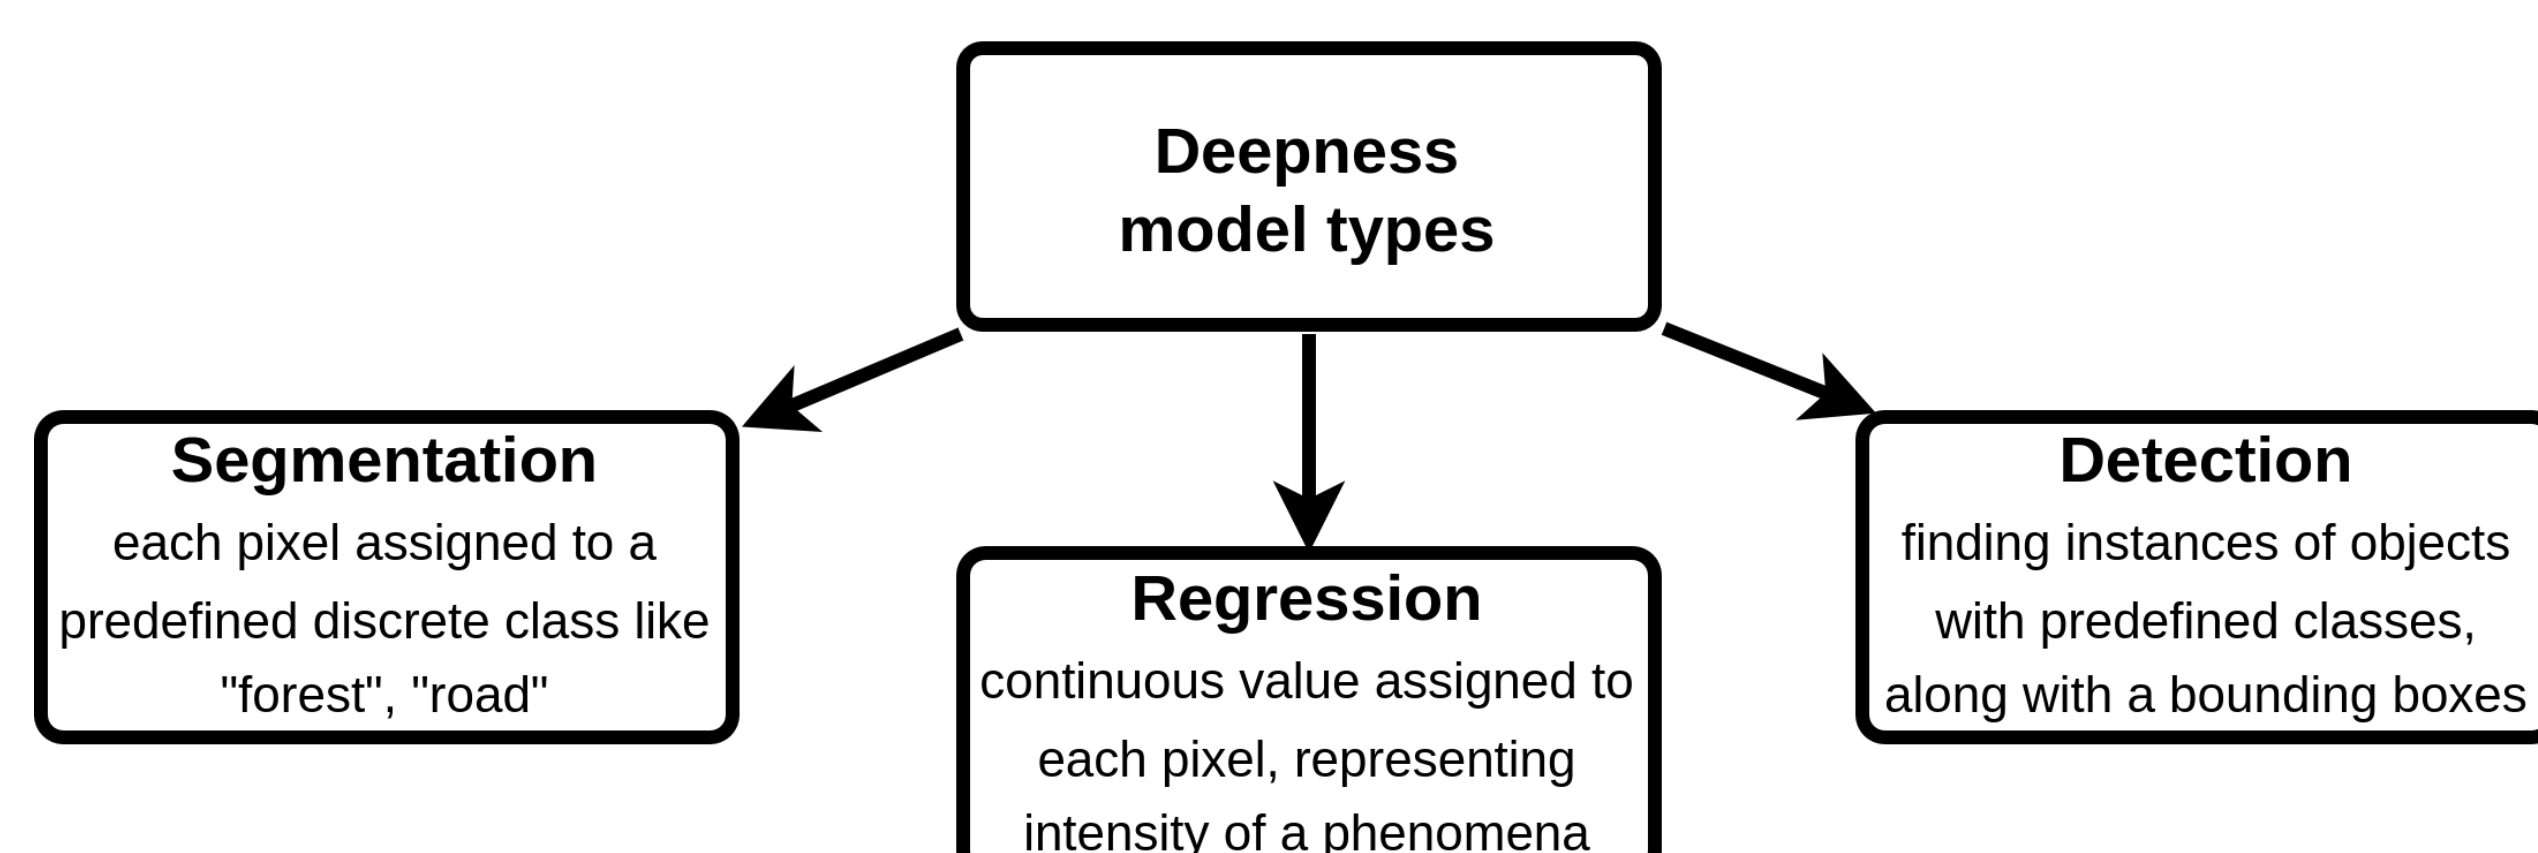 Deepness
model types
Segmentation
each pixel assigned to a
predefined discrete class like
"forest", "road"
Regression
continuous value assigned to
each pixel, representing
intensity of a phenomena
Detection
finding instances of objects
with predefined classes,
along with a bounding boxes